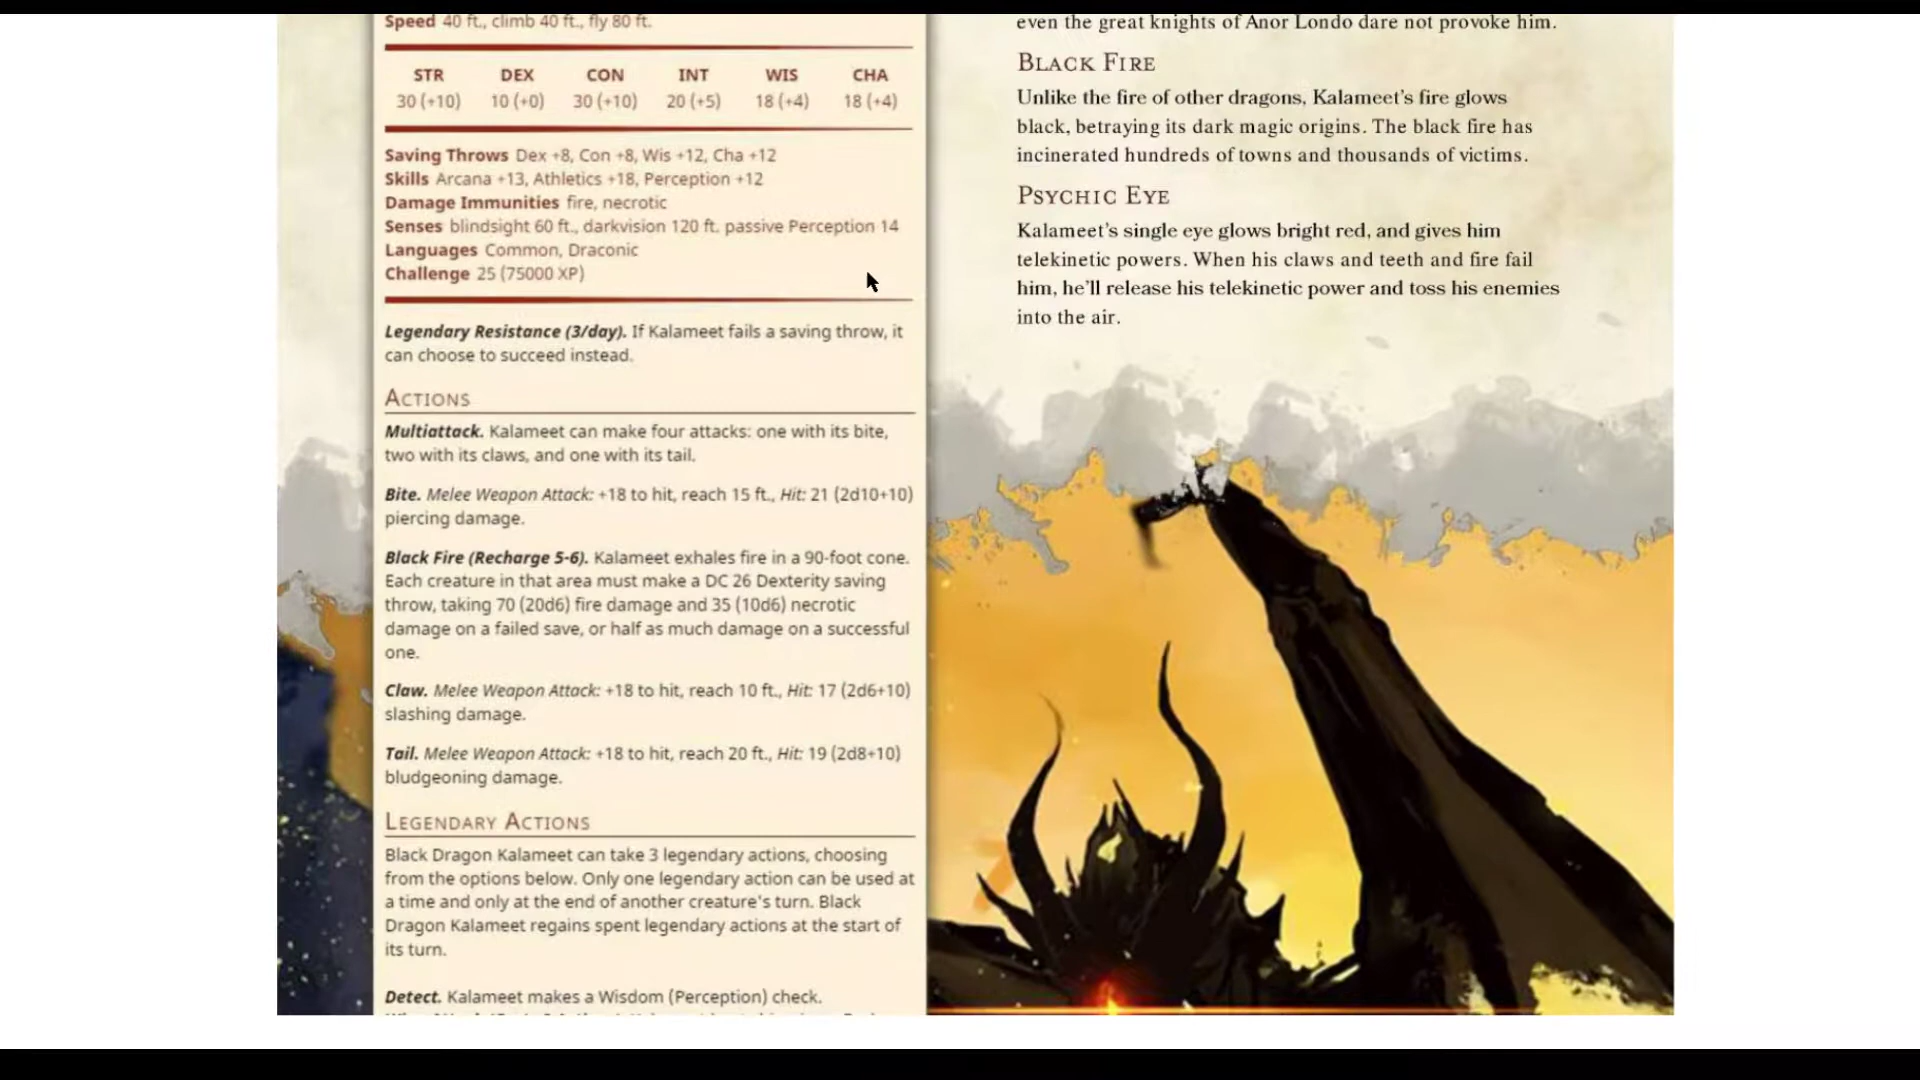 Speed 40 ft., climb 40 ft., fly 80 ft.
STR DEX CON INT WIS CHA
30 (+10) 10 (+0) 30 (+10) 20 (+5) 18 (+4) 18 (+4)
Saving Throws Dex +8, Con +8, Wis +12, Cha +12
Skills Arcana +13, Athletics +18, Perception +12
Damage Immunities fire, necrotic
Senses blindsight 60 ft., darkvision 120 ft. passive Perception 14
Languages Common, Draconic
Challenge 25 (75000 XP)
Legendary Resistance (3/day). If Kalameet fails a saving throw, it
can choose to succeed instead.
Actions
Multiattack. Kalameet can make four attacks: one with its bite,
two with its claws, and one with its tail.
Bite. Melee Weapon Attack: +18 to hit, reach 15 ft., Hit: 21 (2d10+10)
piercing damage.
Black Fire (Recharge 5-6). Kalameet exhales fire in a 90-foot cone.
Each creature in that area must make a DC 26 Dexterity saving
throw, taking 70 (20d6) fire damage and 35 (10d6) necrotic
damage on a failed save, or half as much damage on a successful
one.
Claw. Melee Weapon Attack: +18 to hit, reach 10 ft., Hit: 17 (2d6+10)
slashing damage.
Tail. Melee Weapon Attack: +18 to hit, reach 20 ft., Hit: 19 (2d8+10)
bludgeoning damage.
Legendary Actions
Black Dragon Kalameet can take 3 legendary actions, choosing
from the options below. Only one legendary action can be used at
a time and only at the end of another creature's turn. Black
Dragon Kalameet regains spent legendary actions at the start of
its turn.
Detect. Kalameet makes a Wisdom (Perception) check.
even the great knights of Anor Londo dare not provoke him.
Black Fire
Unlike the fire of other dragons, Kalameet's fire glows
black, betraying its dark magic origins. The black fire has
incinerated hundreds of towns and thousands of victims.
Psychic Eye
Kalameet's single eye glows bright red, and gives him
telekinetic powers. When his claws and teeth and fire fail
him, he'll release his telekinetic power and toss his enemies
into the air.